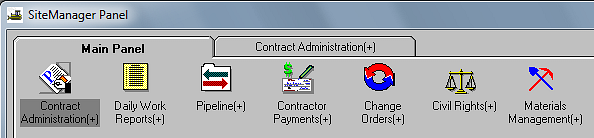 SiteManager Panel
Main Panel
Contract Administration(+)
Contract
Administration(+)
Daily Work
Reports(+)
Pipeline(+)
Contractor
Payments(+)
Change
Orders(+)
Civil Rights(+)
Materials
Management(+)